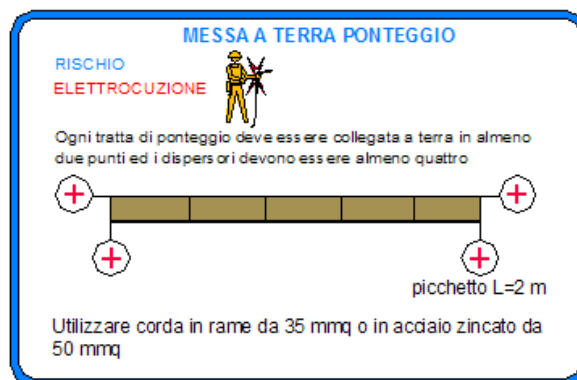 MESSA A TERRA PONTEGGIO
RISCHIO
ELETTROCUZIONE
Ogni tratta di ponteggio deve essere collegata a terra in almeno
due punti ed i dispersori devono essere almeno quattro
picchetto L=2 m
Utilizzare corda in rame da 35 mmq o in acciaio zincato da
50 mmq